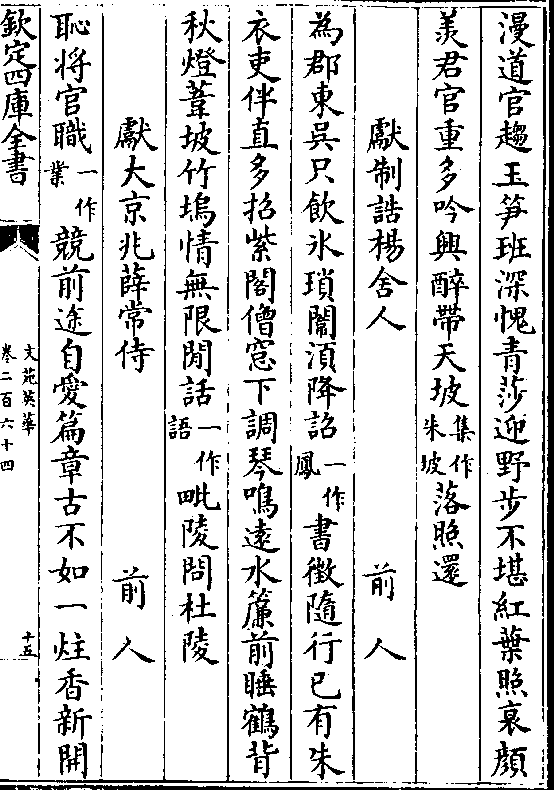 漫道官趨玉笋班深愧青莎迎野步不堪紅葉照衰顔
羡君官重多吟興醉帶天坡集作朱坡落照還
獻制誥楊舍人 前人
為郡東吳只飲氷瑣闈湏降詔一作鳳書徴隨行已有朱
衣吏伴直多招紫閣僧窓下調琴鳴逺水簾前睡鶴背
秋燈葦坡竹塢情無限閒話一作語毗陵問杜陵
獻大京兆薛常侍 前人
恥將官職一作業競前途自愛篇章古不如一炷香新開
欽定四庫全書
文苑英華
卷二百六十四
十五